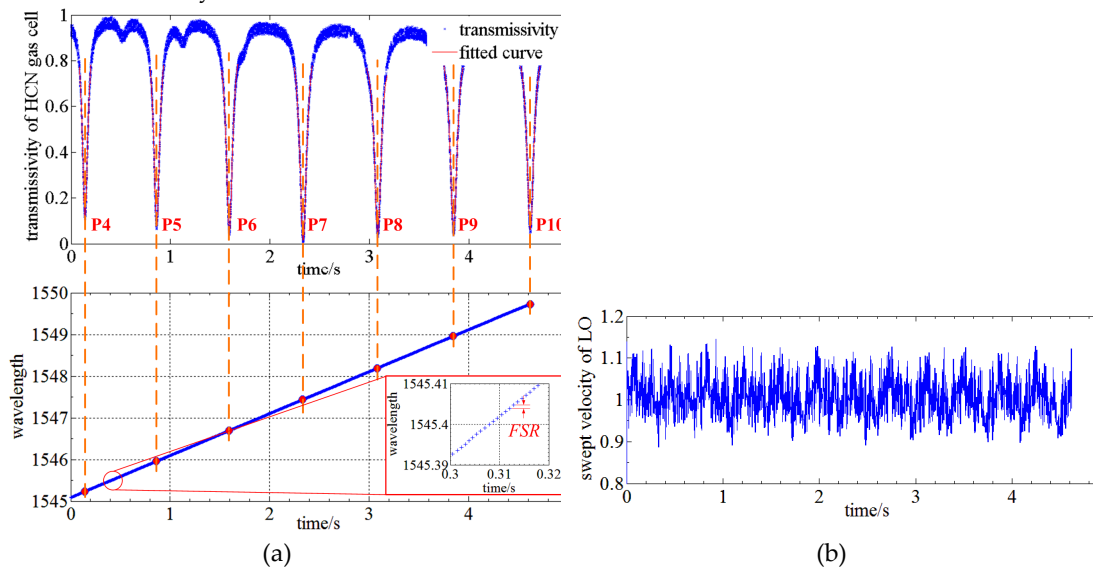 transmissivity
fitted curve
transmissivity of HCN gas cell
1
0.8
0.6
0.4
0.2
0
P4 P5 P6 P7 P8 P9 P10
0 1 2 3 4
time/s
wavelength
1550
1549
1548
1547
1546
1545
0 1 2 3 4
time/s
wavelength
1545.41
1545.4
1545.39
FSR
0.3 0.31 0.32
time/s
(a)
swept velocity of LO
1.2
1.1
1
0.9
0.8
0 1 2 3 4
time/s
(b)